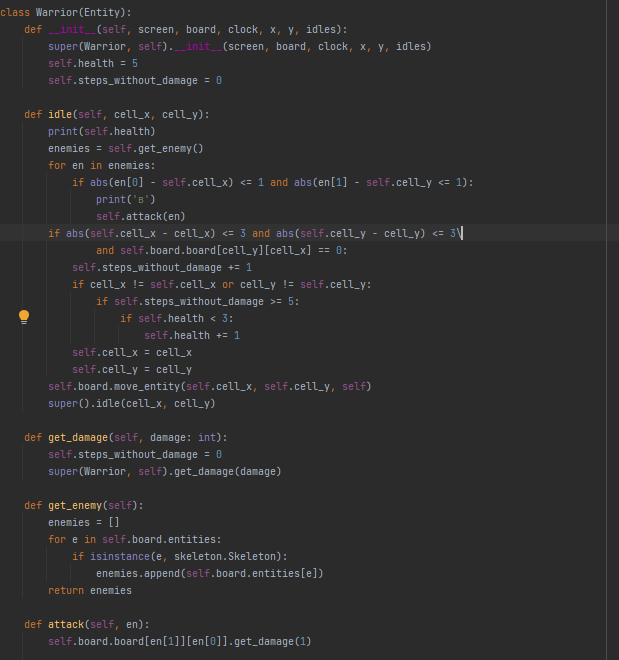 class Warrior(Entity):
    def __init__(self, screen, board, clock, x, y, idles):
        super(Warrior, self).__init__(screen, board, clock, x, y, idles)
        self.health = 5
        self.steps_without_damage = 0
    def idle(self, cell_x, cell_y):
        print(self.health)
        enemies = self.get_enemy()
        for en in enemies:
            if abs(en[0] - self.cell_x) <= 1 and abs(en[1] - self.cell_y <= 1):
                print('в')
                self.attack(en)
        if abs(self.cell_x - cell_x) <= 3 and abs(self.cell_y - cell_y) <= 3\
                and self.board.board[cell_y][cell_x] == 0:
            self.steps_without_damage += 1
            if cell_x != self.cell_x or cell_y != self.cell_y:
                if self.steps_without_damage >= 5:
                    if self.health < 3:
                        self.health += 1
            self.cell_x = cell_x
            self.cell_y = cell_y
        self.board.move_entity(self.cell_x, self.cell_y, self)
        super().idle(cell_x, cell_y)
    def get_damage(self, damage: int):
        self.steps_without_damage = 0
        super(Warrior, self).get_damage(damage)
    def get_enemy(self):
        enemies = []
        for e in self.board.entities:
            if isinstance(e, skeleton.Skeleton):
                enemies.append(self.board.entities[e])
        return enemies
    def attack(self, en):
        self.board.board[en[1]][en[0]].get_damage(1)